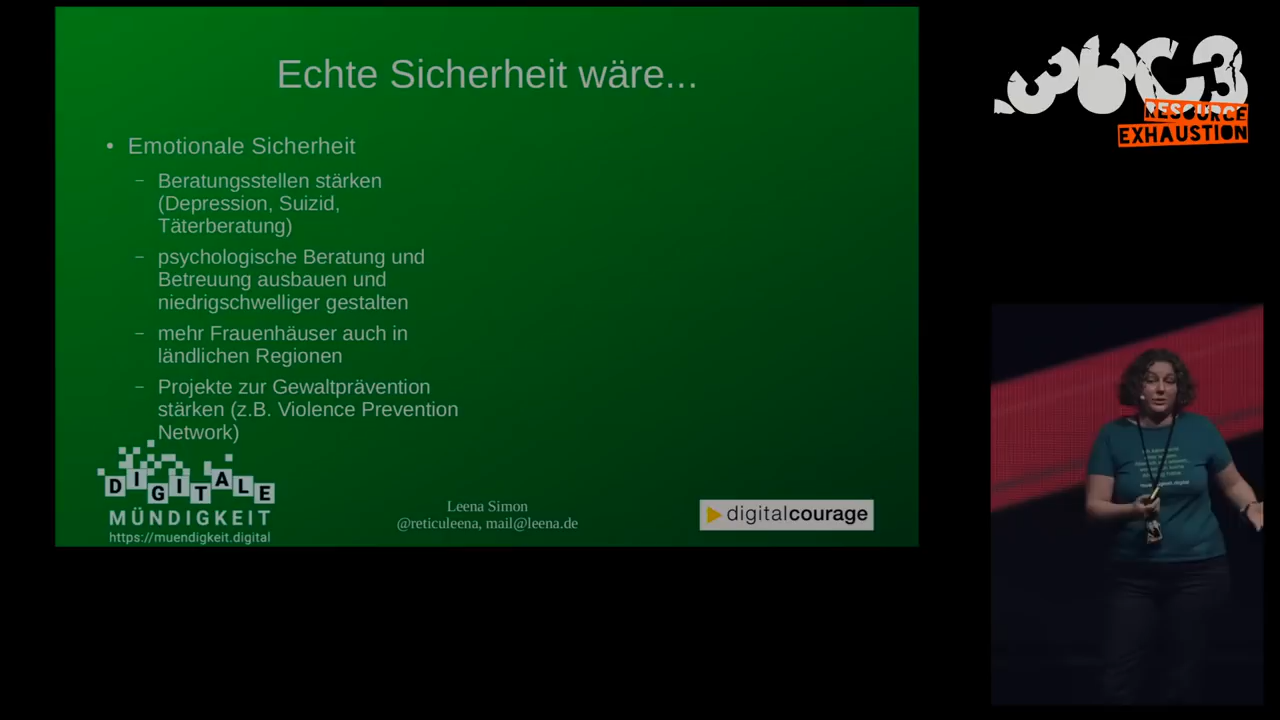 Echte Sicherheit wäre...
• Emotionale Sicherheit
– Beratungsstellen stärken
(Depression, Suizid,
Täterberatung)
– psychologische Beratung und
Betreuung ausbauen und
niedrigschwelliger gestalten
– mehr Frauenhäuser auch in
ländlichen Regionen
– Projekte zur Gewaltprävention
stärken (z.B. Violence Prevention
Network)
DIGITALE
MÜNDIGKEIT
https://muendigkeit.digital
Leena Simon
@reticuleena, mail@leena.de
digitalcourage
36C3
RESOURCE
EXHAUSTION